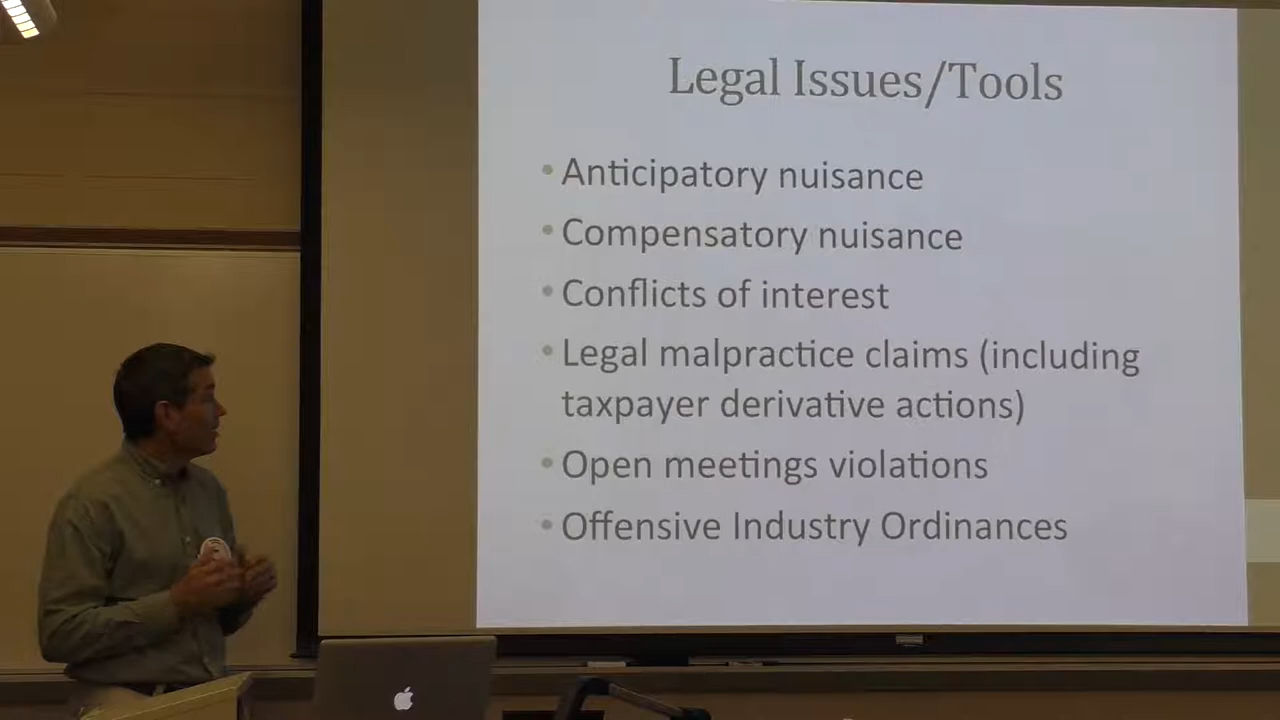 Legal Issues/Tools
• Anticipatory nuisance
• Compensatory nuisance
• Conflicts of interest
• Legal malpractice claims (including
taxpayer derivative actions)
• Open meetings violations
• Offensive Industry Ordinances